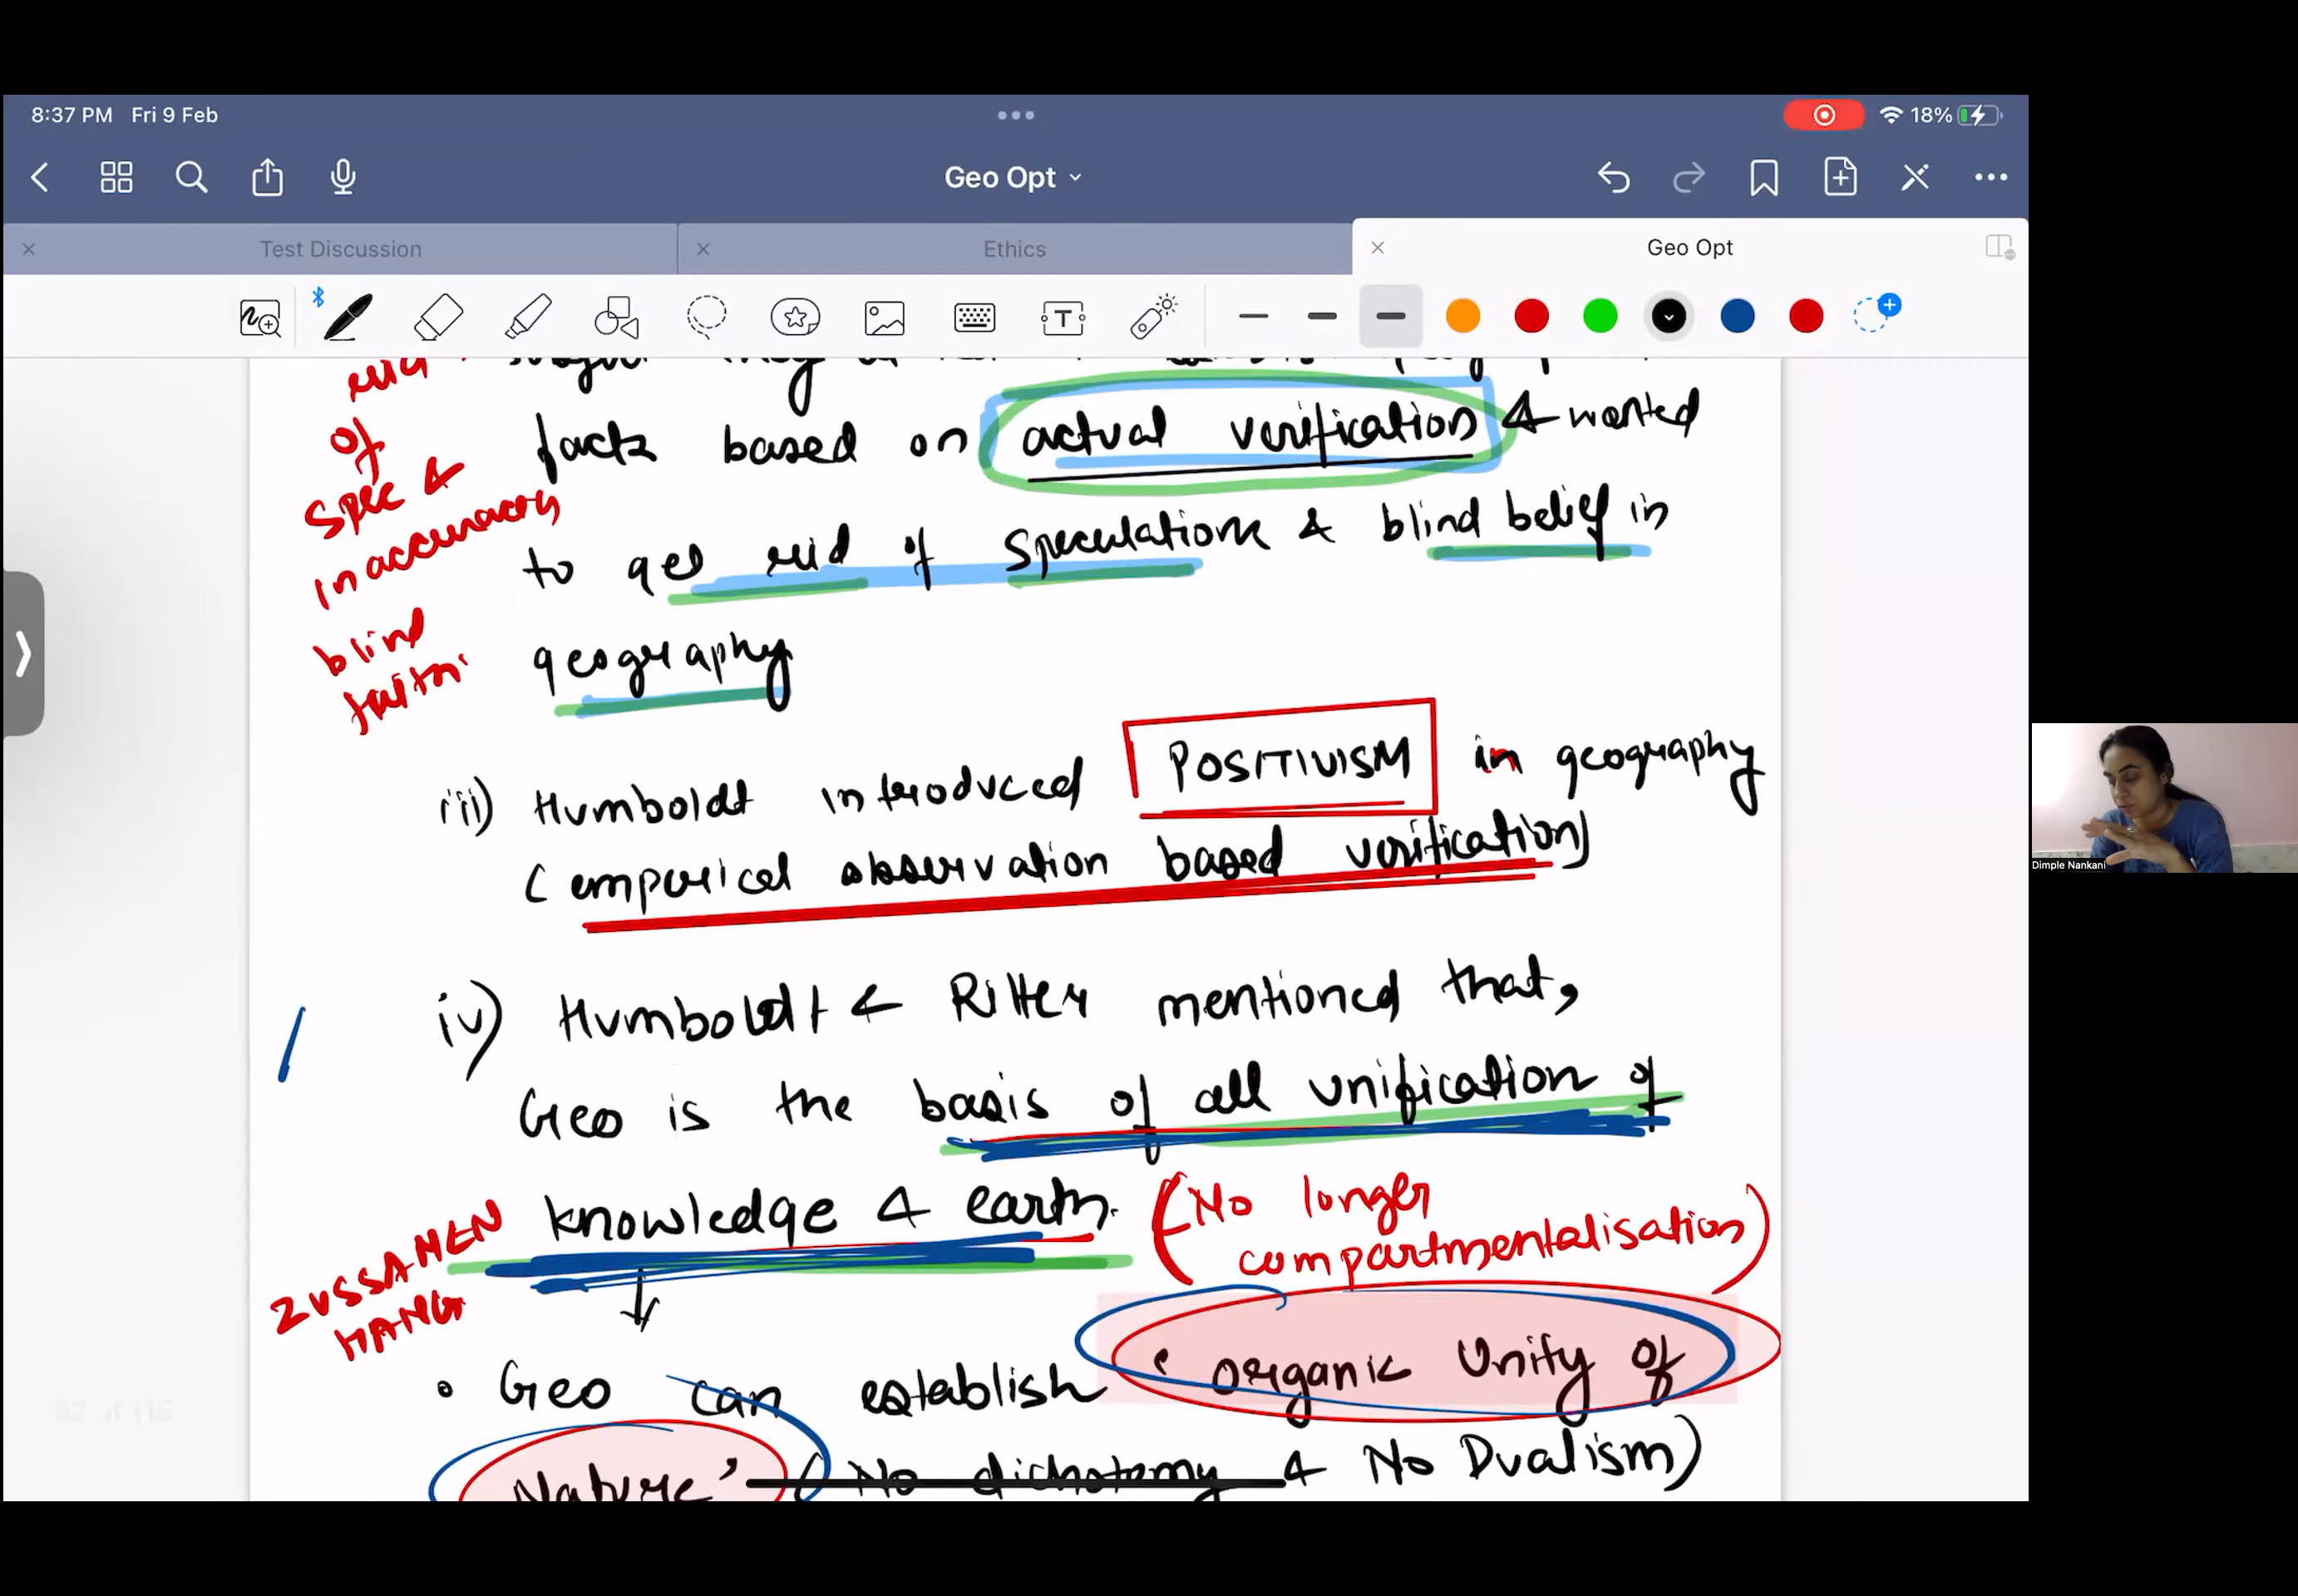 8:37 PM Fri 9 Feb
18%
Geo Opt
Test Discussion
Ethics
Geo Opt
T
of
Spec &
inaccuracy
blind
faith
facts based on actual verification & wanted
to get rid of speculations & blind belief in
geography
iii) Humboldt introduced POSITIVISM in geography
(emperical observation based verification)
iv) Humboldt & Ritter mentioned that,
Geo is the basis of all unification of
knowledge & earth. (No longer
compartmentalisation)
ZUSSAMEN
HANG
• Geo can establish 'organic Unity of
Nature' (No dichotomy & No Dualism)
Dimple Nankani